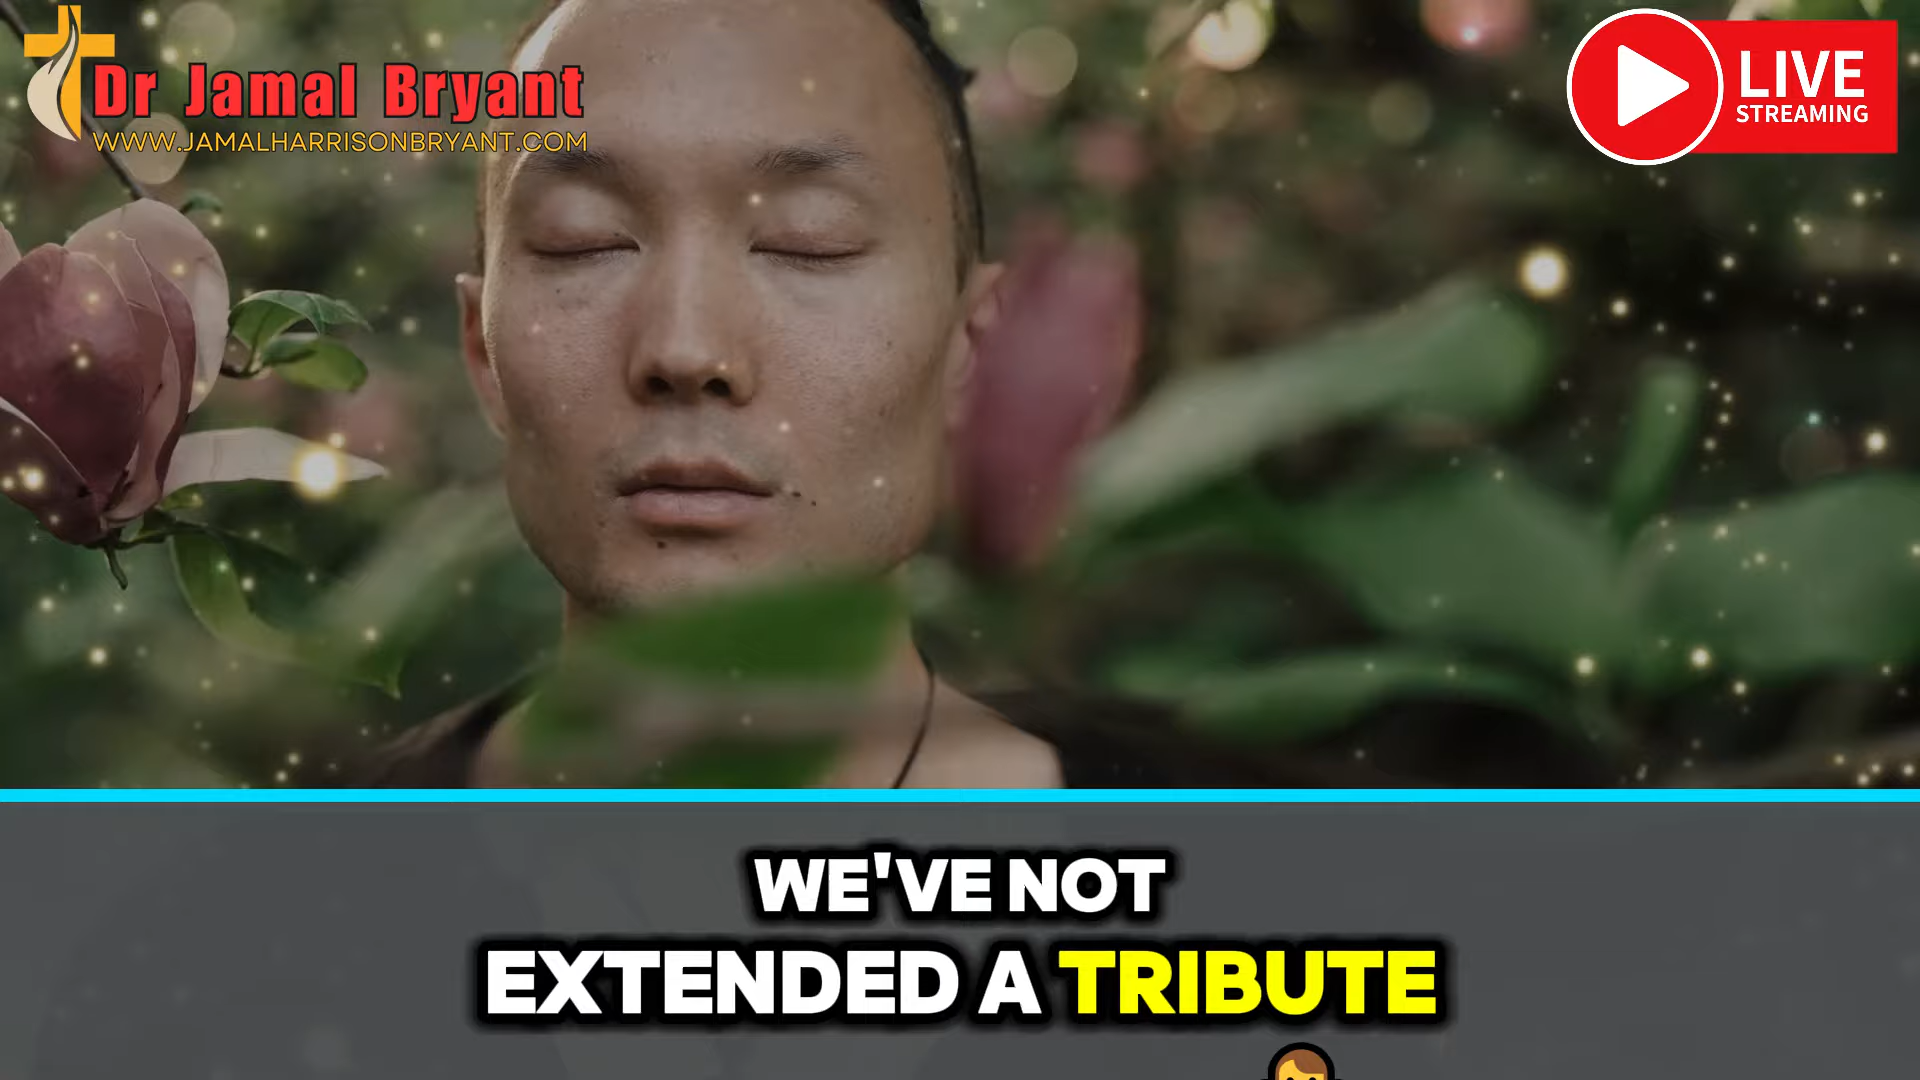 Dr Jamal Bryant
WWW.JAMALHARRISONBRYANT.COM
LIVE
STREAMING
WE'VE NOT
EXTENDED A TRIBUTE